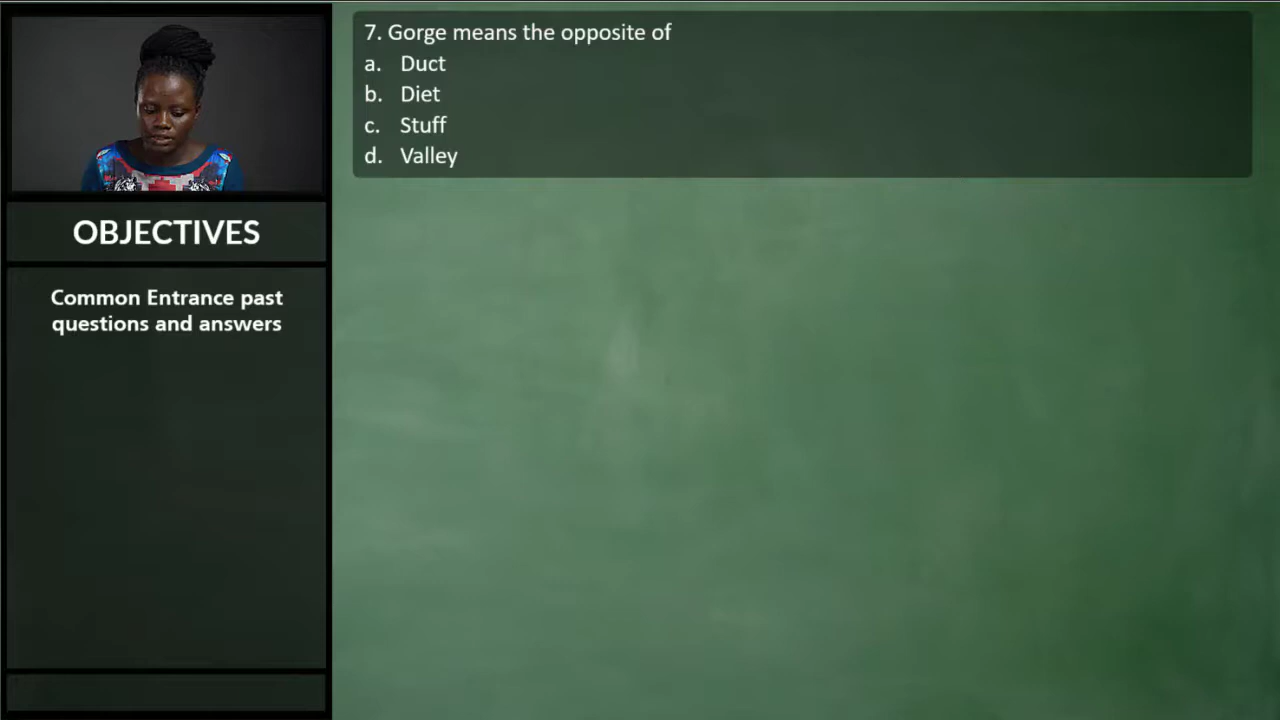 7. Gorge means the opposite of
a. Duct
b. Diet
c. Stuff
d. Valley
OBJECTIVES
Common Entrance past
questions and answers